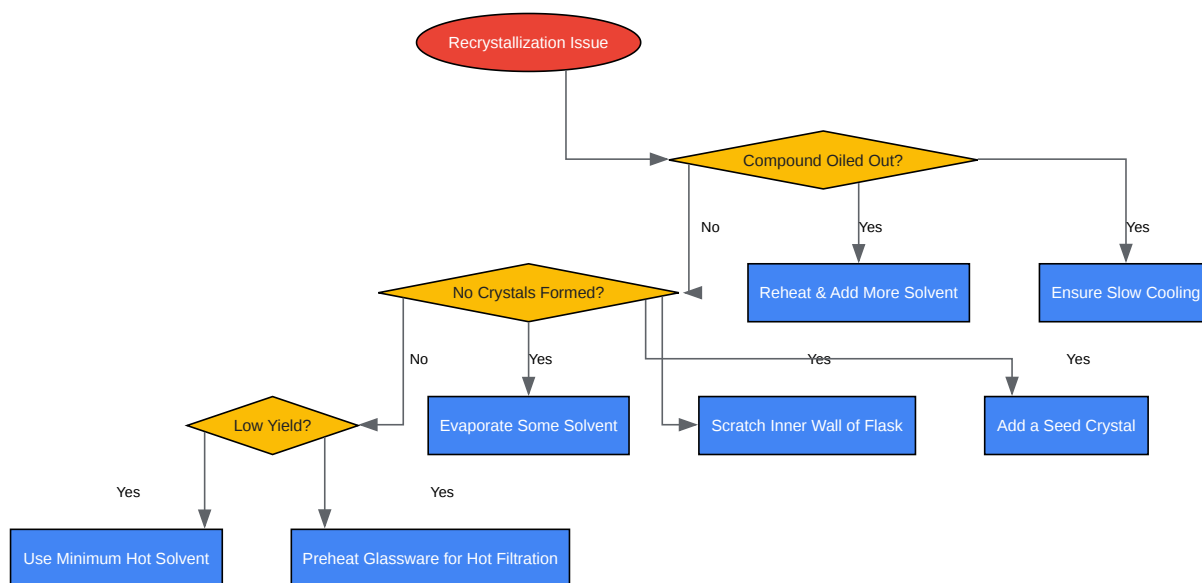 Recrystallization Issue
Compound Oiled Out?
No
Yes
Yes
No Crystals Formed?
Reheat & Add More Solvent
Ensure Slow Cooling
No
Yes
Yes
Yes
Low Yield?
Evaporate Some Solvent
Scratch Inner Wall of Flask
Add a Seed Crystal
Yes
Yes
Use Minimum Hot Solvent
Preheat Glassware for Hot Filtration